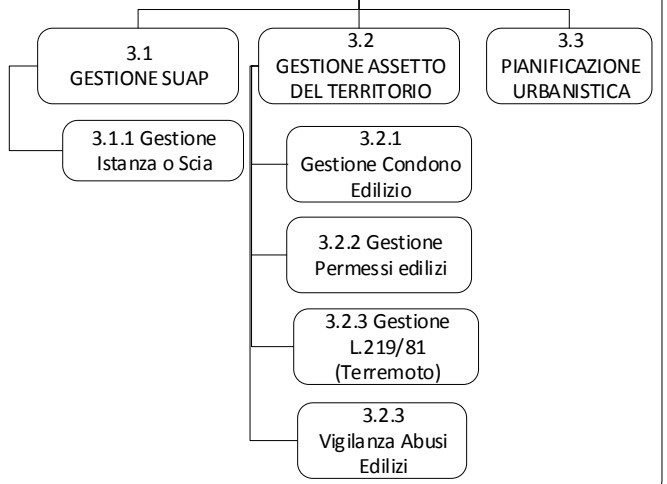 3.1
GESTIONE SUAP
3.2
GESTIONE ASSETTO
DEL TERRITORIO
3.3
PIANIFICAZIONE
URBANISTICA
3.1.1 Gestione
Istanza o Scia
3.2.1
Gestione Condono
Edilizio
3.2.2 Gestione
Permessi edilizi
3.2.3 Gestione
L.219/81
(Terremoto)
3.2.3
Vigilanza Abusi
Edilizi